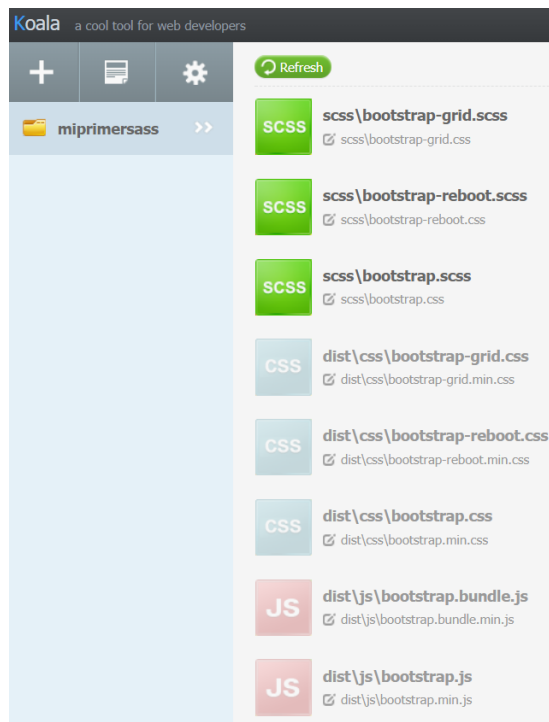 Koala a cool tool for web developers
Refresh
miprimersass >>
SCSS
scss\bootstrap-grid.scss
scss\bootstrap-grid.css
SCSS
scss\bootstrap-reboot.scss
scss\bootstrap-reboot.css
SCSS
scss\bootstrap.scss
scss\bootstrap.css
CSS
dist\css\bootstrap-grid.css
dist\css\bootstrap-grid.min.css
CSS
dist\css\bootstrap-reboot.css
dist\css\bootstrap-reboot.min.css
CSS
dist\css\bootstrap.css
dist\css\bootstrap.min.css
JS
dist\js\bootstrap.bundle.js
dist\js\bootstrap.bundle.min.js
JS
dist\js\bootstrap.js
dist\js\bootstrap.min.js